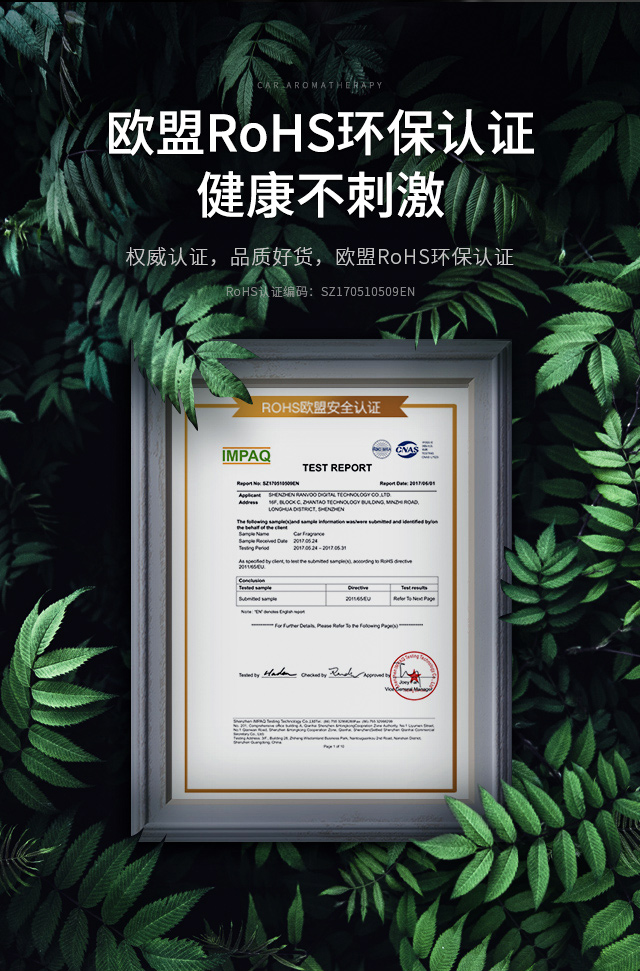 CAR AROMATHERAPY
欧盟RoHS环保认证
健康不刺激
权威认证，品质好货，欧盟RoHS环保认证
RoHS认证编码：SZ170510509EN
ROHS欧盟安全认证
IMPAQ
CNAS
TEST REPORT
Report No: SZ170510509EN Report Date: 2017/06/01
Applicant SHENZHEN RANVOO DIGITAL TECHNOLOGY CO.,LTD.
Address 16F, BLOCK C, ZHANTAO TECHNOLOGY BUILDING, MINZHI ROAD,
LONGHUA DISTRICT, SHENZHEN
The following sample(s)and sample information was/were submitted and identified by/on
the behalf of the client
Sample Name Car Fragrance
Sample Received Date 2017.05.24
Testing Period 2017.05.24 – 2017.05.31
As specified by client, to test the submitted sample(s), according to RoHS directive
2011/65/EU.
Conclusion
Tested sample Directive Test results
Submitted sample 2011/65/EU Refer To Next Page
Note: "EN" denotes English report
*********** For Further Details, Please Refer To the Following Page(s) ************
Tested by Checked by Approved by
Vice General Manager
Page 1 of 10